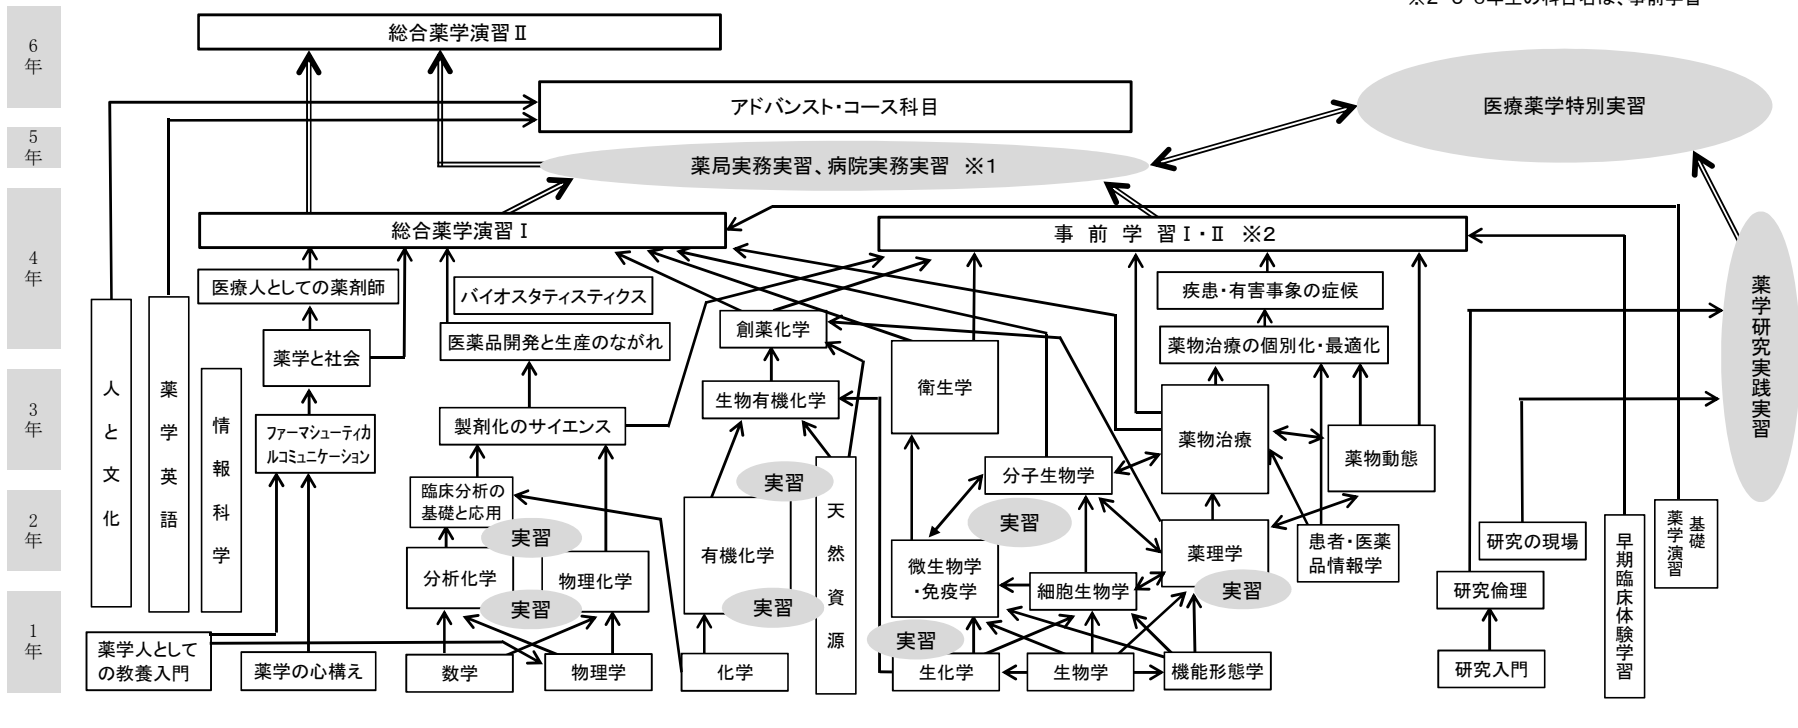 ※2 6・5年生の科目名は、事前学習
6
年
総合薬学演習Ⅱ
アドバンスト・コース科目
医療薬学特別実習
5
年
薬局実務実習、病院実務実習 ※1
4
年
総合薬学演習Ⅰ
事 前 学 習Ⅰ・Ⅱ ※2
医療人としての薬剤師
バイオスタティスティクス
疾患・有害事象の症候
創薬化学
医薬品開発と生産のながれ
薬学と社会
薬物治療の個別化・最適化
薬学研究実践実習
3
年
人と文化
薬学英語
情報科学
生物有機化学
衛生学
ファーマシューティカ
ルコミュニケーション
製剤化のサイエンス
薬物治療
薬物動態
分子生物学
実習
2
年
臨床分析の
基礎と応用
天然資源
実習
実習
有機化学
分析化学
物理化学
微生物学
・免疫学
細胞生物学
薬理学
患者・医薬
品情報学
研究の現場
早期臨床体験学習
基礎
薬学演習
実習
実習
実習
研究倫理
1
年
実習
薬学人として
の教養入門
薬学の心構え
数学
物理学
化学
生化学
生物学
機能形態学
研究入門